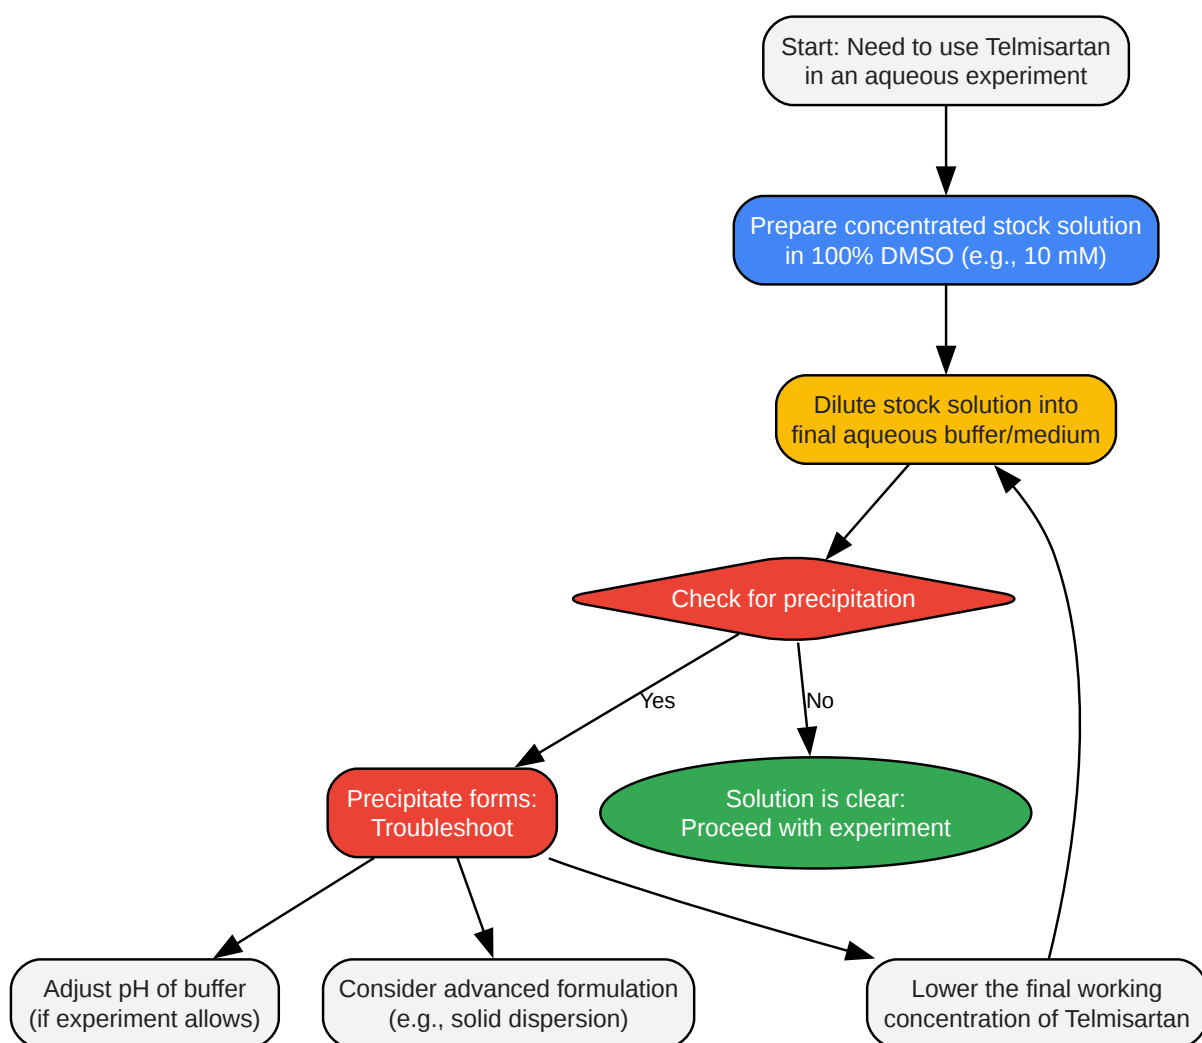 Start: Need to use Telmisartan
in an aqueous experiment
Prepare concentrated stock solution
in 100% DMSO (e.g., 10 mM)
Dilute stock solution into
final aqueous buffer/medium
Check for precipitation
Yes
No
Precipitate forms:
Troubleshoot
Solution is clear:
Proceed with experiment
Adjust pH of buffer
(if experiment allows)
Consider advanced formulation
(e.g., solid dispersion)
Lower the final working
concentration of Telmisartan